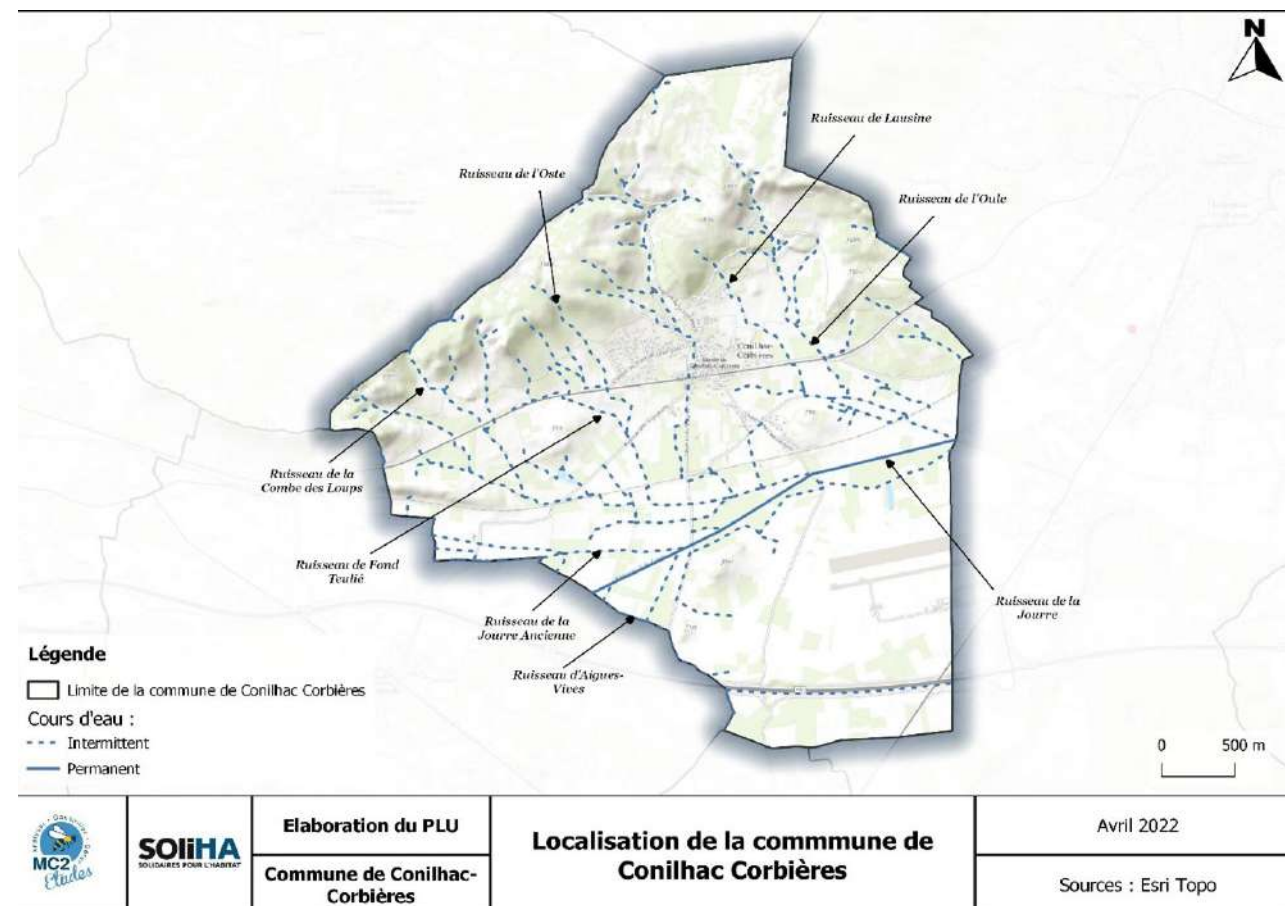 N
Ruisseau de Lausine
Ruisseau de l'Oste
Ruisseau de l'Oule
Conilhac-
Corbières
Ruisseau de la
Combe des Loups
Ruisseau de Fond
Teulié
Ruisseau de la
Jourre Ancienne
Ruisseau d'Aigues-
Vives
Ruisseau de la
Jourre
Légende
Limite de la commune de Conilhac Corbières
Cours d'eau :
Intermittent
Permanent
0 500 m
MC2
Etudes
SOLiHA
SOLIDAIRES POUR L'HABITAT
Elaboration du PLU
Commune de Conilhac-
Corbières
Localisation de la commmune de
Conilhac Corbières
Avril 2022
Sources : Esri Topo